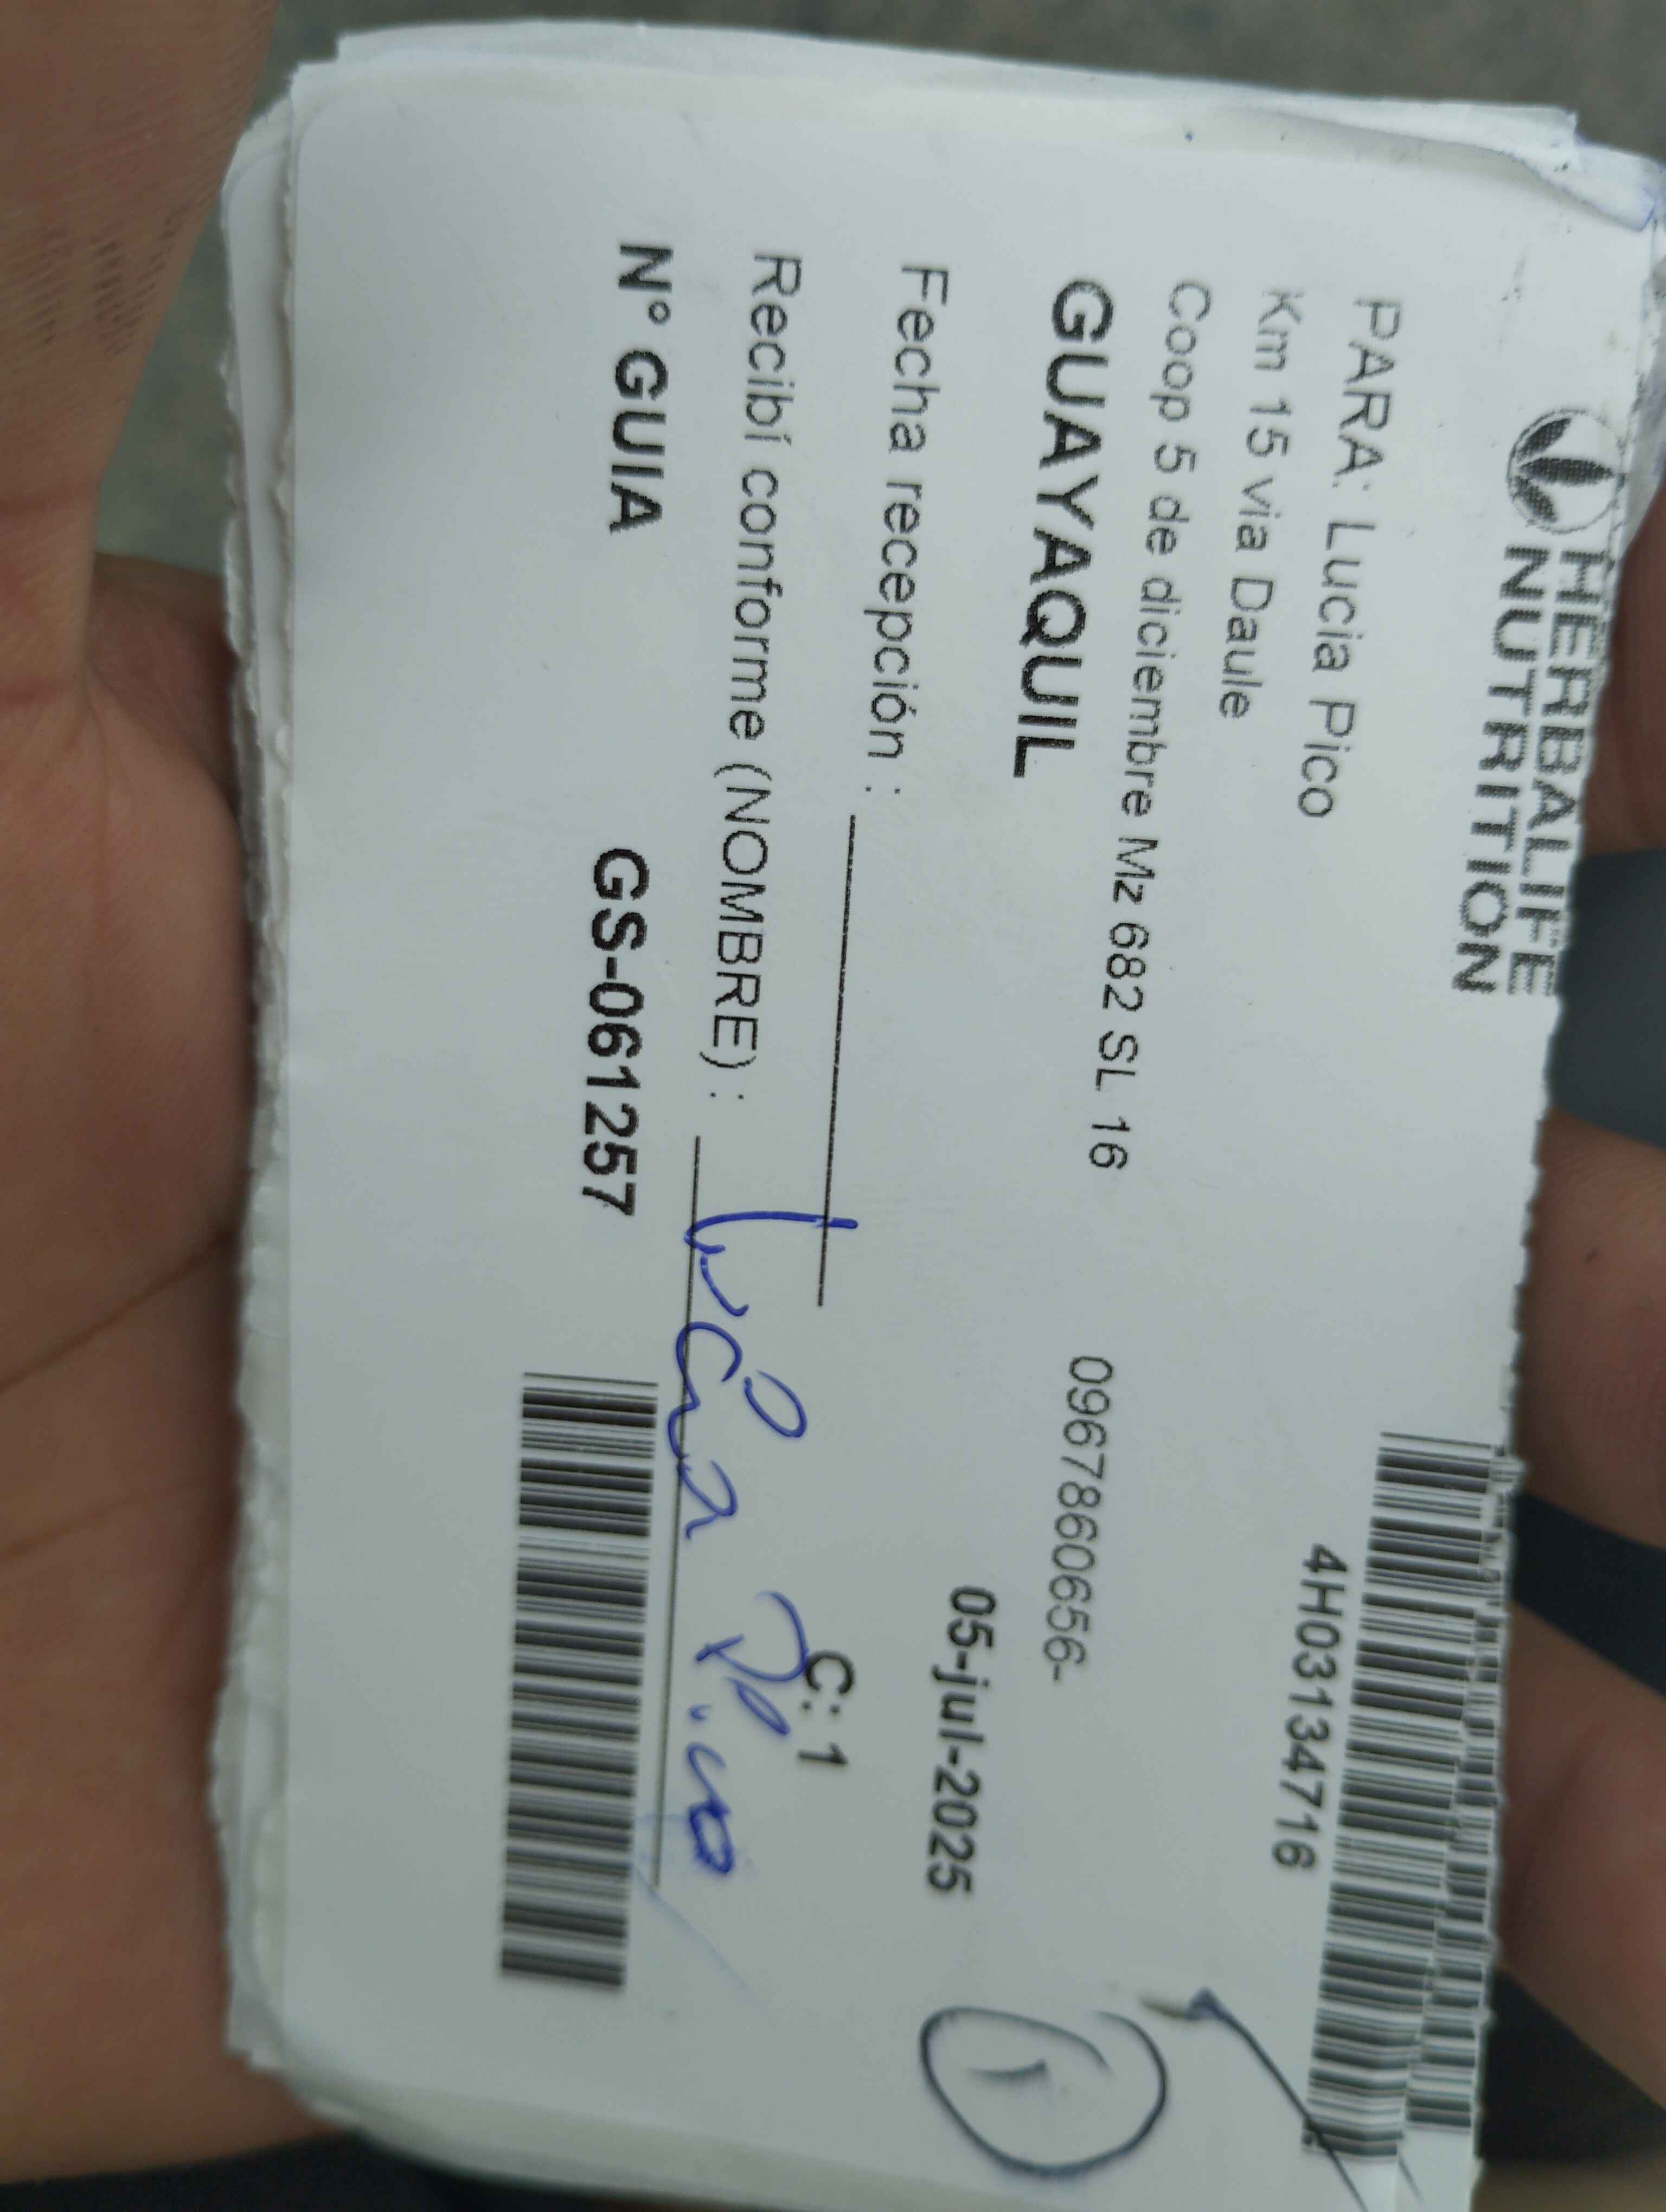 HERBALIFE
NUTRITION
4H03134716
PARA: Lucia Pico
Km 15 via Daule
Coop 5 de diciembre Mz 682 SL 16
0967860656-
GUAYAQUIL
05-jul-2025
Fecha recepción :
C: 1
Recibí conforme (NOMBRE) : Lucia Pico
N° GUIA GS-061257